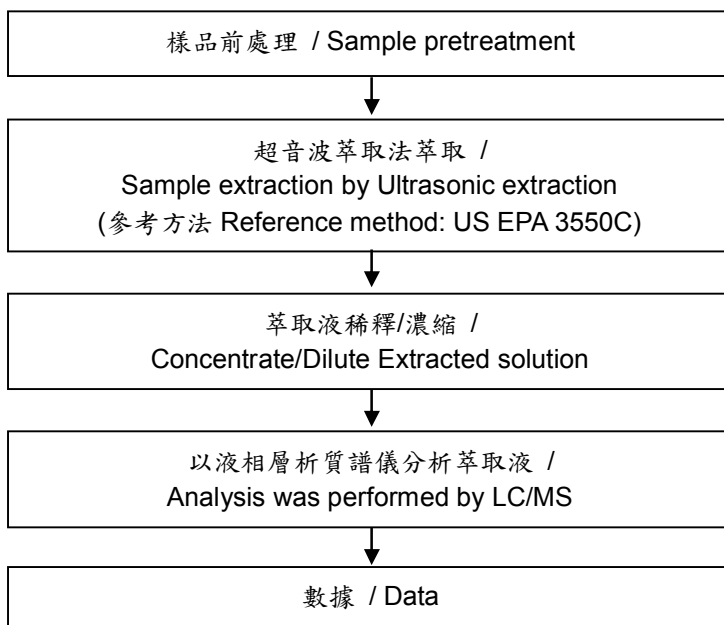 樣品前處理 / Sample pretreatment
超音波萃取法萃取 /
Sample extraction by Ultrasonic extraction
(參考方法 Reference method: US EPA 3550C)
萃取液稀釋/濃縮 /
Concentrate/Dilute Extracted solution
以液相層析質譜儀分析萃取液 /
Analysis was performed by LC/MS
數據 / Data